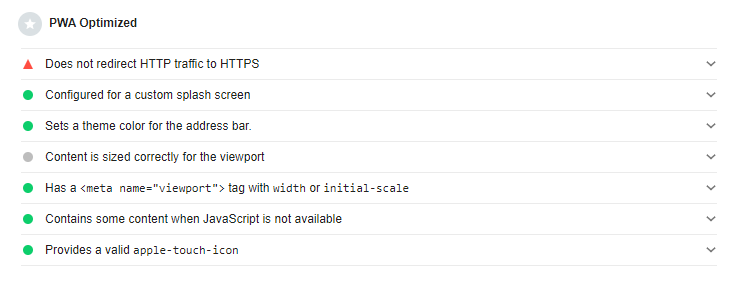 PWA Optimized
Does not redirect HTTP traffic to HTTPS
Configured for a custom splash screen
Sets a theme color for the address bar.
Content is sized correctly for the viewport
Has a <meta name="viewport"> tag with width or initial-scale
Contains some content when JavaScript is not available
Provides a valid apple-touch-icon